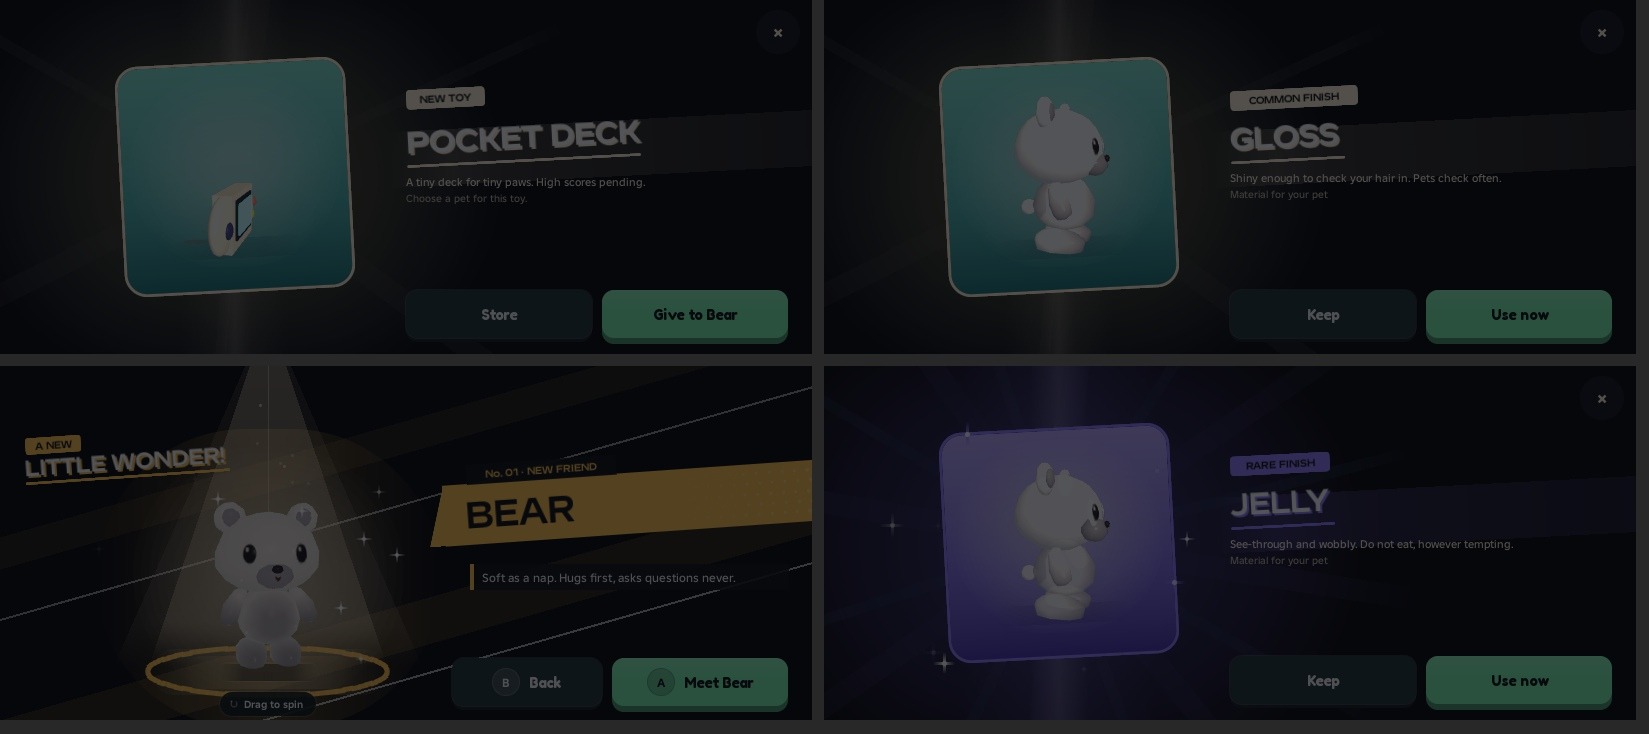 ×
NEW TOY
POCKET DECK
A tiny deck for tiny paws. High scores pending.
Choose a pet for this toy.
Store
Give to Bear
×
COMMON FINISH
GLOSS
Shiny enough to check your hair in. Pets check often.
Material for your pet
Keep
Use now
A NEW
LITTLE WONDER!
No. 01 · NEW FRIEND
BEAR
Soft as a nap. Hugs first, asks questions never.
B Back
A Meet Bear
Drag to spin
×
RARE FINISH
JELLY
See-through and wobbly. Do not eat, however tempting.
Material for your pet
Keep
Use now